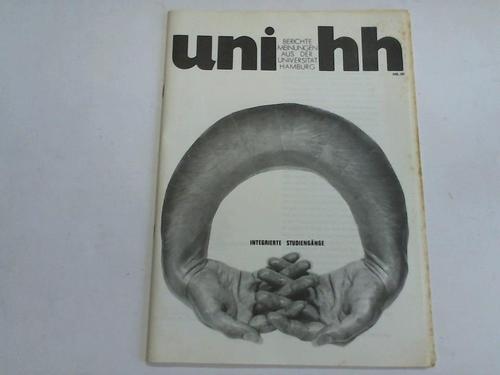 uni hh
BERICHTE
MEINUNGEN
AUS DER
UNIVERSITÄT
HAMBURG
INTEGRIERTE STUDIENGÄNGE